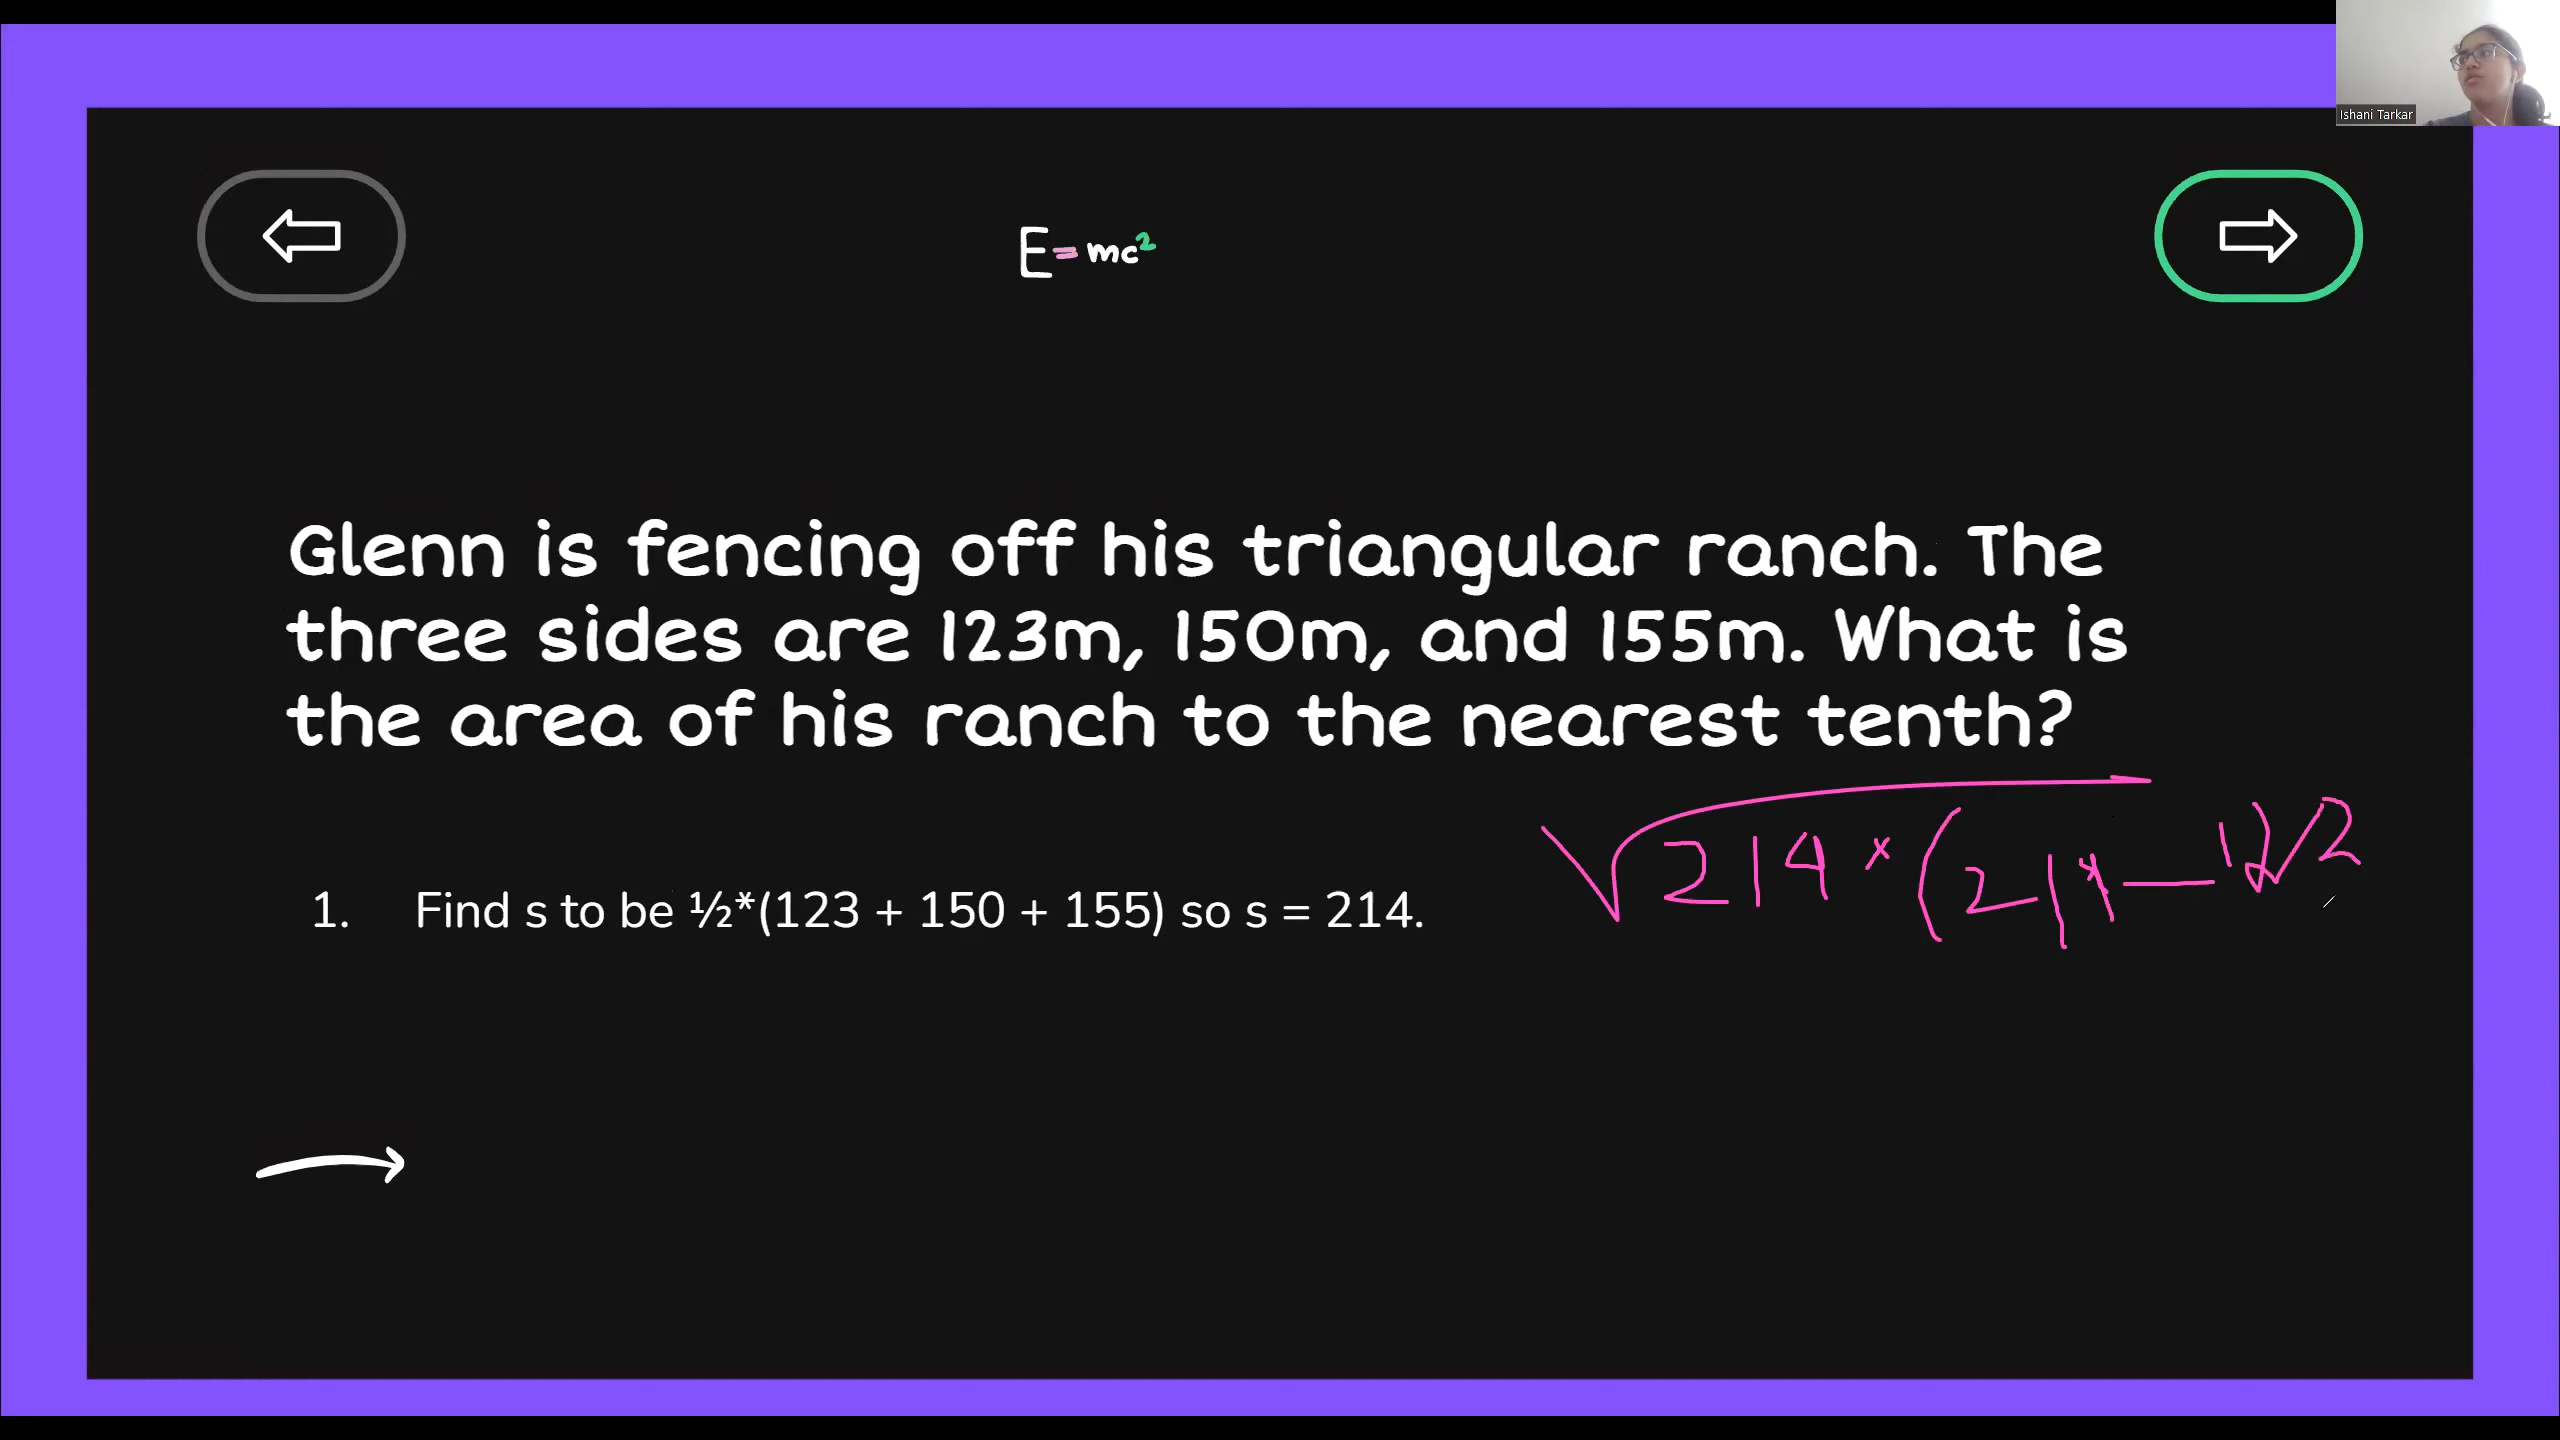 Ishani Tarkar
E=mc²
Glenn is fencing off his triangular ranch. The
three sides are 123m, 150m, and 155m. What is
the area of his ranch to the nearest tenth?
√214 * (214 —
1. Find s to be ½*(123 + 150 + 155) so s = 214.